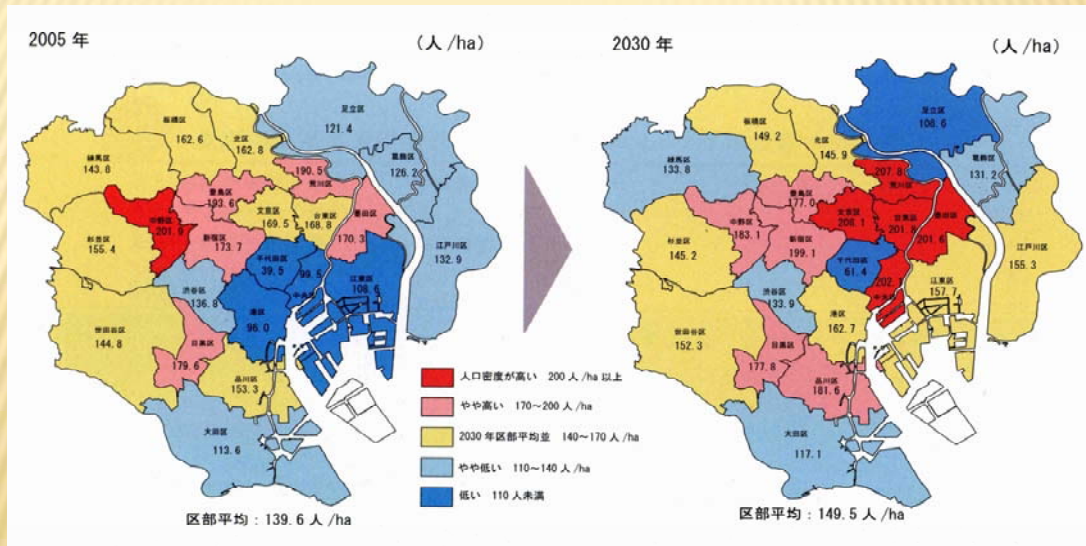 2005年
(人/ha)
足立区
121.4
板橋区
162.6
北区
162.8
葛飾区
126.2
練馬区
143.8
190.5
荒川区
豊島区
193.6
文京区
169.5
台東区
168.8
墨田区
170.3
中野区
201.9
新宿区
173.7
杉並区
155.4
千代田区
39.5
99.5
中央区
江東区
108.6
江戸川区
132.9
渋谷区
136.8
港区
96.0
世田谷区
144.8
目黒区
179.6
品川区
153.3
大田区
113.6
区部平均:139.6人/ha
人口密度が高い 200人/ha以上
やや高い 170～200人/ha
2030年区部平均並 140～170人/ha
やや低い 110～140人/ha
低い 110人未満
2030年
(人/ha)
足立区
108.6
板橋区
149.2
北区
145.9
葛飾区
131.2
練馬区
133.8
207.8
荒川区
豊島区
177.0
文京区
台東区
201.8
墨田区
201.6
中野区
183.1
新宿区
199.1
杉並区
145.2
千代田区
61.4
202.
中央区
江東区
157.7
江戸川区
155.3
渋谷区
133.9
港区
162.7
世田谷区
152.3
目黒区
177.8
品川区
181.6
大田区
117.1
区部平均:149.5人/ha